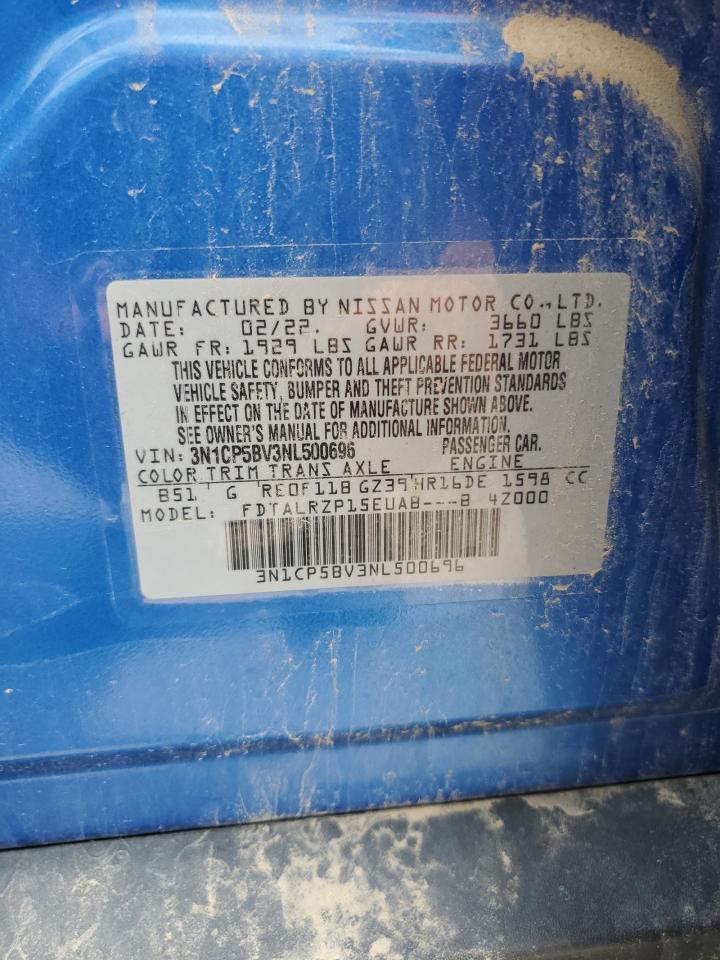 MANUFACTURED BY NISSAN MOTOR CO.,LTD.
DATE: 02/22. GVWR: 3660 LBS
GAWR FR: 1929 LBS GAWR RR: 1731 LBS
THIS VEHICLE CONFORMS TO ALL APPLICABLE FEDERAL MOTOR
VEHICLE SAFETY, BUMPER AND THEFT PREVENTION STANDARDS
IN EFFECT ON THE DATE OF MANUFACTURE SHOWN ABOVE.
SEE OWNER'S MANUAL FOR ADDITIONAL INFORMATION.
VIN: 3N1CP5BV3NL500696 PASSENGER CAR.
COLOR TRIM TRANS AXLE ENGINE
B51 G RE0F11B GZ39 HR16DE 1598 CC
MODEL: FDTALRZP15EUAB---B 4Z000
3N1CP5BV3NL500696